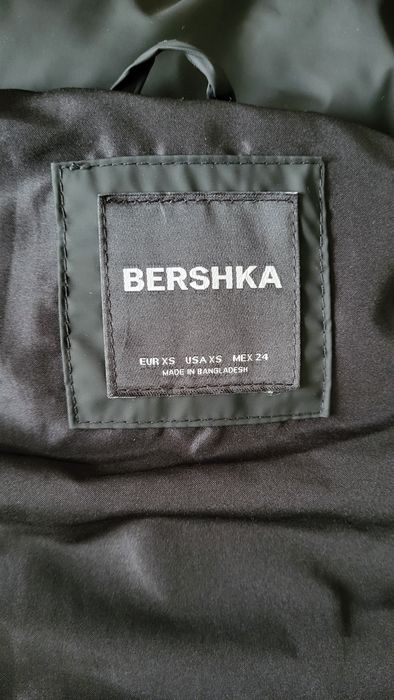 BERSHKA
EUR XS USA XS MEX 24
MADE IN BANGLADESH